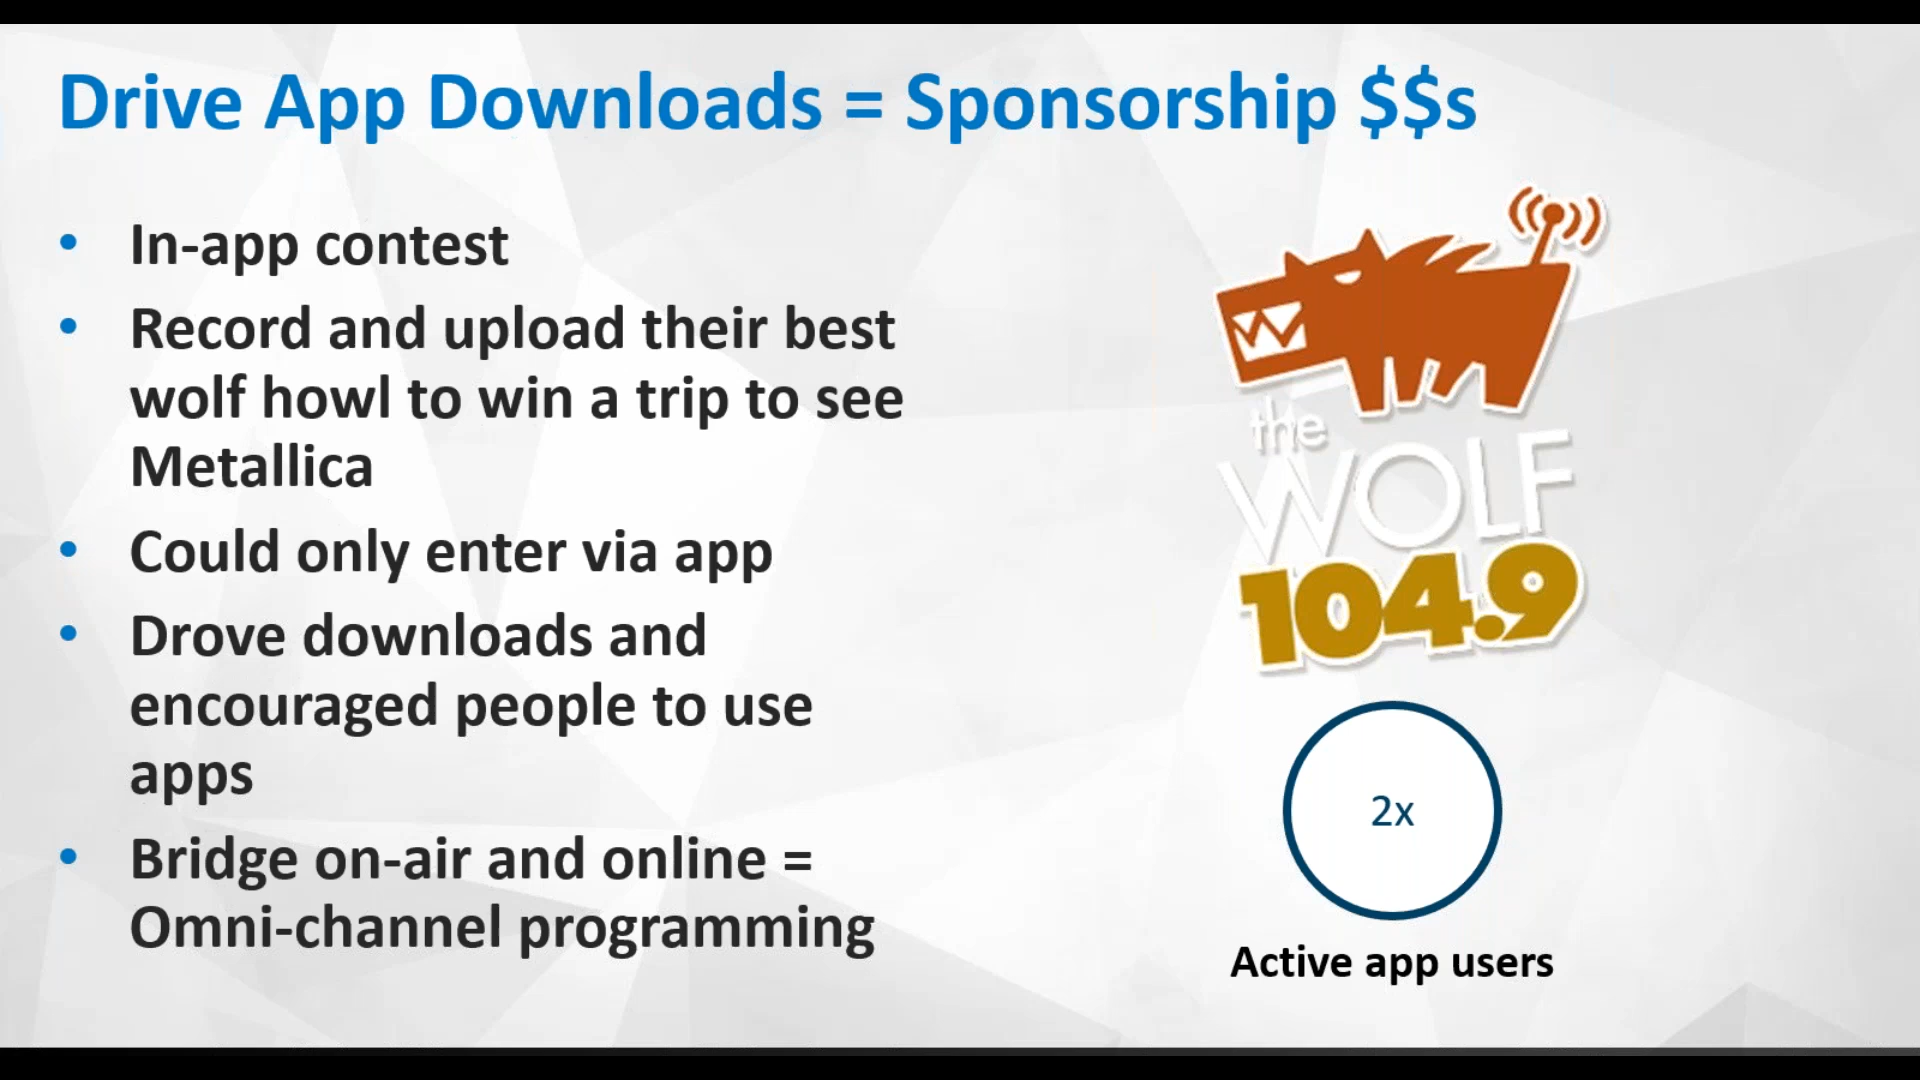 Drive App Downloads = Sponsorship $$s
• In-app contest
• Record and upload their best
wolf howl to win a trip to see
Metallica
• Could only enter via app
• Drove downloads and
encouraged people to use
apps
• Bridge on-air and online =
Omni-channel programming
the
WOLF
104.9
2x
Active app users